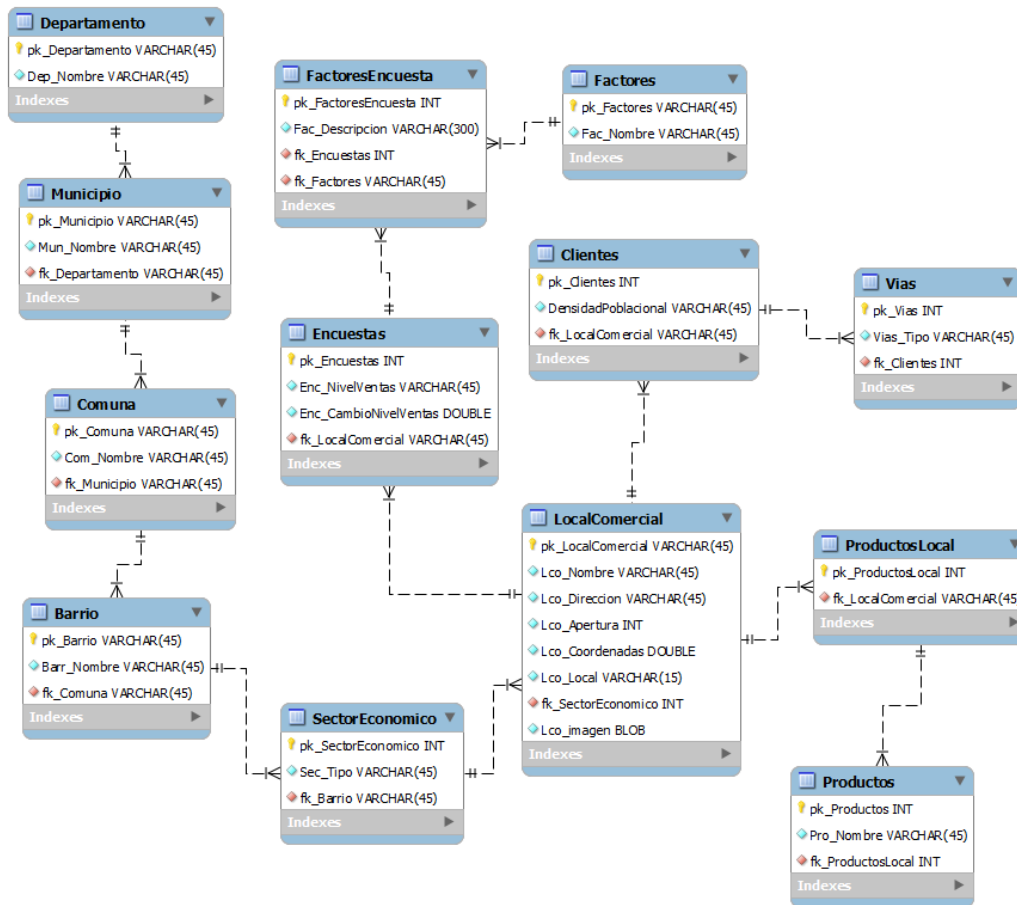 Departamento
pk_Departamento VARCHAR(45)
Dep_Nombre VARCHAR(45)
Indexes
Municipio
pk_Municipio VARCHAR(45)
Mun_Nombre VARCHAR(45)
fk_Departamento VARCHAR(45)
Indexes
Comuna
pk_Comuna VARCHAR(45)
Com_Nombre VARCHAR(45)
fk_Municipio VARCHAR(45)
Indexes
Barrio
pk_Barrio VARCHAR(45)
Barr_Nombre VARCHAR(45)
fk_Comuna VARCHAR(45)
Indexes
FactoresEncuesta
pk_FactoresEncuesta INT
Fac_Descripcion VARCHAR(300)
fk_Encuestas INT
fk_Factores VARCHAR(45)
Indexes
Factores
pk_Factores VARCHAR(45)
Fac_Nombre VARCHAR(45)
Indexes
Encuestas
pk_Encuestas INT
Enc_NivelVentas VARCHAR(45)
Enc_CambioNivelVentas DOUBLE
fk_LocalComercial VARCHAR(45)
Indexes
Clientes
pk_Clientes INT
DensidadPoblacional VARCHAR(45)
fk_LocalComercial VARCHAR(45)
Indexes
Vias
pk_Vias INT
Vias_Tipo VARCHAR(45)
fk_Clientes INT
Indexes
SectorEconomico
pk_SectorEconomico INT
Sec_Tipo VARCHAR(45)
fk_Barrio VARCHAR(45)
Indexes
LocalComercial
pk_LocalComercial VARCHAR(45)
Lco_Nombre VARCHAR(45)
Lco_Direccion VARCHAR(45)
Lco_Apertura INT
Lco_Coordenadas DOUBLE
Lco_Local VARCHAR(15)
fk_SectorEconomico INT
Lco_imagen BLOB
Indexes
ProductosLocal
pk_ProductosLocal INT
fk_LocalComercial VARCHAR(45
Indexes
Productos
pk_Productos INT
Pro_Nombre VARCHAR(45)
fk_ProductosLocal INT
Indexes